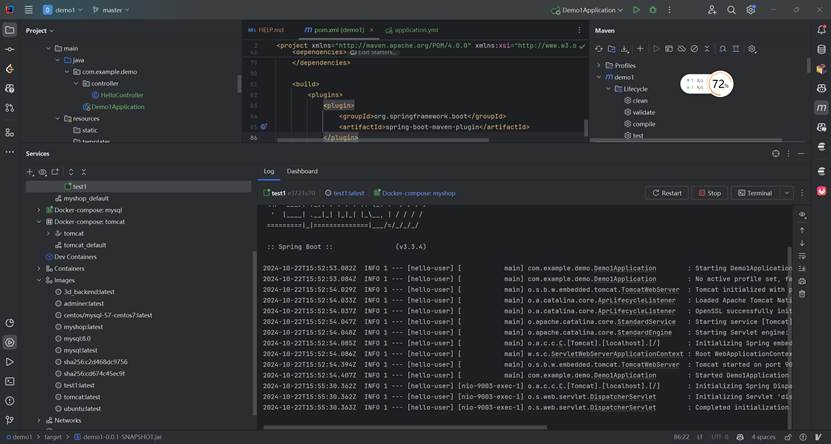 demo1
master
Demo1Application
Project
main
java
com.example.demo
controller
HelloController
Demo1Application
resources
static
templates
HELP.md
pom.xml (demo1)
application.yml
<project xmlns="http://maven.apache.org/POM/4.0.0" xmlns:xsi="http://www.w3.o
<dependencies>
Edit Starters...
</dependencies>
<build>
<plugins>
<plugin>
<groupId>org.springframework.boot</groupId>
<artifactId>spring-boot-maven-plugin</artifactId>
</plugin>
Maven
Profiles
demo1
Lifecycle
clean
validate
compile
test
72%
Services
test1
myshop_default
Docker-compose: mysql
Docker-compose: tomcat
tomcat
tomcat_default
Dev Containers
Containers
Images
3d_backend:latest
adminer:latest
centos/mysql-57-centos7:latest
myshop:latest
mysql:8.0
mysql:latest
sha256:c2d468dc9756
sha256:cd674c45ec9f
test1:latest
tomcat:latest
ubuntu:latest
Networks
Log
Dashboard
test1 e3721c70
test1:latest
Docker-compose: myshop
Restart
Stop
Terminal
:: Spring Boot :: (v3.3.4)
2024-10-22T15:52:53.082Z INFO 1 --- [hello-user] [ main] com.example.demo.Demo1Application : Starting Demo1Application
2024-10-22T15:52:53.084Z INFO 1 --- [hello-user] [ main] com.example.demo.Demo1Application : No active profile set, fa
2024-10-22T15:52:54.029Z INFO 1 --- [hello-user] [ main] o.s.b.w.embedded.tomcat.TomcatWebServer : Tomcat initialized with p
2024-10-22T15:52:54.033Z INFO 1 --- [hello-user] [ main] o.a.catalina.core.AprLifecycleListener : Loaded Apache Tomcat Nati
2024-10-22T15:52:54.037Z INFO 1 --- [hello-user] [ main] o.a.catalina.core.AprLifecycleListener : OpenSSL successfully init
2024-10-22T15:52:54.047Z INFO 1 --- [hello-user] [ main] o.apache.catalina.core.StandardService : Starting service [Tomcat]
2024-10-22T15:52:54.048Z INFO 1 --- [hello-user] [ main] o.apache.catalina.core.StandardEngine : Starting Servlet engine:
2024-10-22T15:52:54.085Z INFO 1 --- [hello-user] [ main] o.a.c.c.C.[Tomcat].[localhost].[/] : Initializing Spring embed
2024-10-22T15:52:54.086Z INFO 1 --- [hello-user] [ main] w.s.c.ServletWebServerApplicationContext : Root WebApplicationContex
2024-10-22T15:52:54.394Z INFO 1 --- [hello-user] [ main] o.s.b.w.embedded.tomcat.TomcatWebServer : Tomcat started on port 90
2024-10-22T15:52:54.407Z INFO 1 --- [hello-user] [ main] com.example.demo.Demo1Application : Started Demo1Application
2024-10-22T15:55:30.362Z INFO 1 --- [hello-user] [nio-9003-exec-1] o.a.c.c.C.[Tomcat].[localhost].[/] : Initializing Spring Dispa
2024-10-22T15:55:30.362Z INFO 1 --- [hello-user] [nio-9003-exec-1] o.s.web.servlet.DispatcherServlet : Initializing Servlet 'dis
2024-10-22T15:55:30.363Z INFO 1 --- [hello-user] [nio-9003-exec-1] o.s.web.servlet.DispatcherServlet : Completed initialization
demo1 > target > demo1-0.0.1-SNAPSHOT.jar
86:22 LF UTF-8 4 spaces